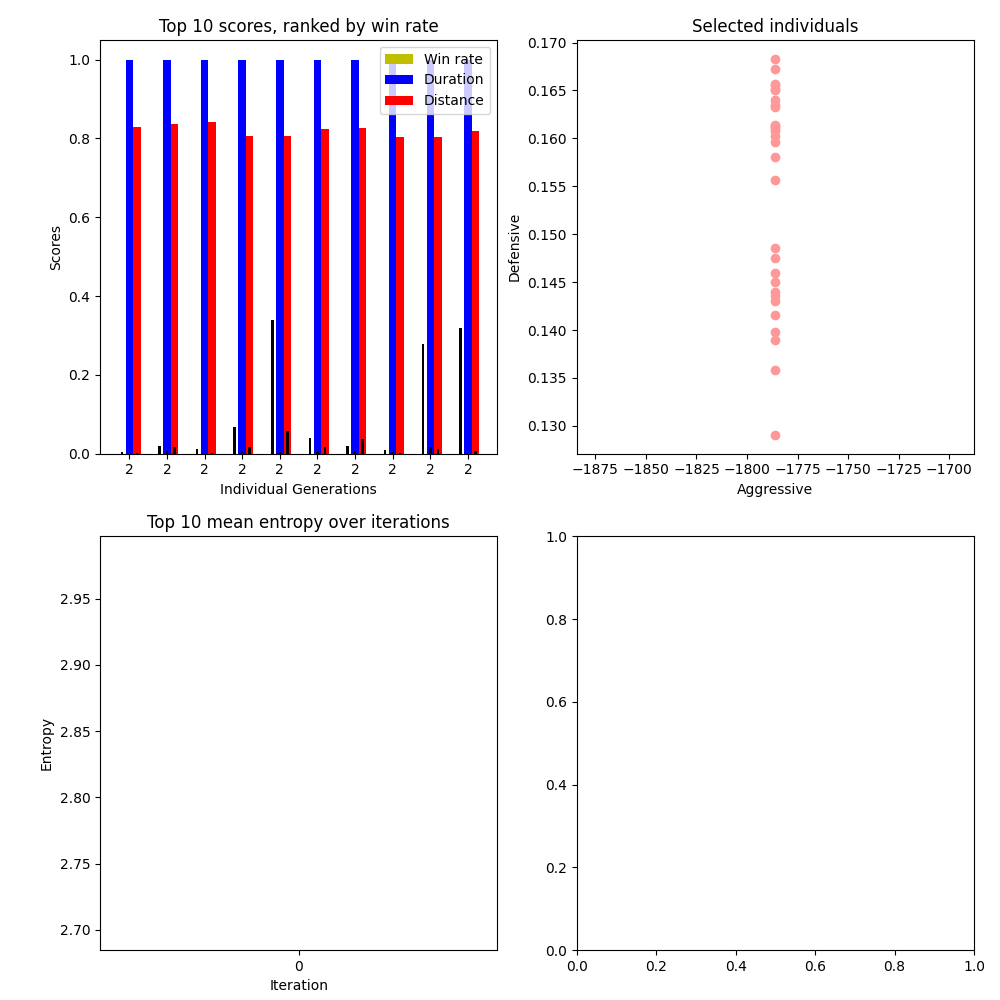 Top 10 scores, ranked by win rate
Win rate
Duration
Distance
1.0
0.8
0.6
0.4
0.2
0.0
Scores
2 2 2 2 2 2 2 2 2 2
Individual Generations
Selected individuals
0.170
0.165
0.160
0.155
0.150
0.145
0.140
0.135
0.130
Defensive
−1875 −1850 −1825 −1800 −1775 −1750 −1725 −1700
Aggressive
Top 10 mean entropy over iterations
2.95
2.90
2.85
2.80
2.75
2.70
Entropy
0
Iteration
1.0
0.8
0.6
0.4
0.2
0.0
0.0 0.2 0.4 0.6 0.8 1.0